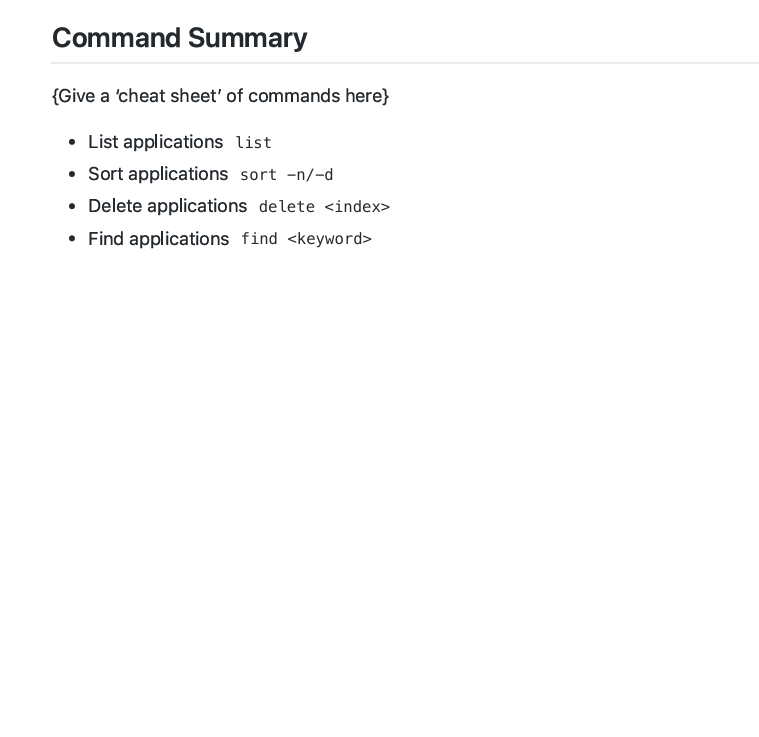 Command Summary
{Give a ‘cheat sheet’ of commands here}
• List applications list
• Sort applications sort -n/-d
• Delete applications delete <index>
• Find applications find <keyword>